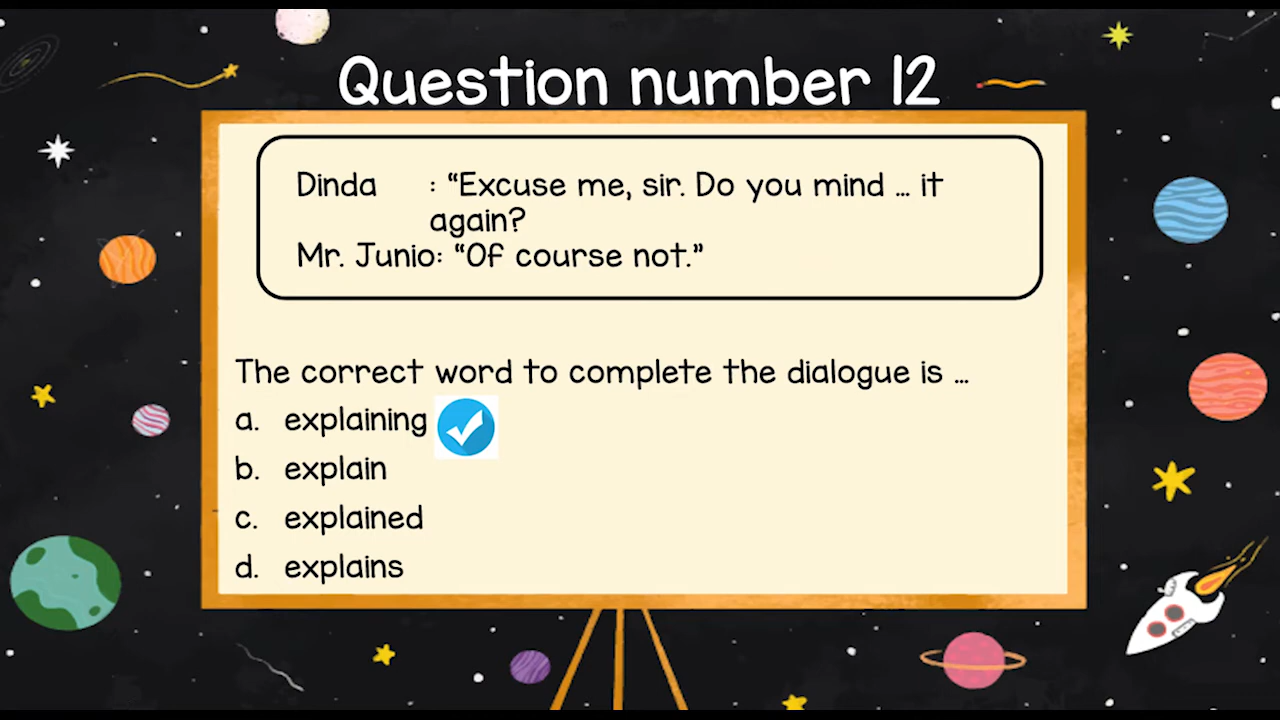 Question number 12
Dinda : “Excuse me, sir. Do you mind ... it
again?
Mr. Junio: “Of course not.”
The correct word to complete the dialogue is ...
a. explaining
b. explain
c. explained
d. explains